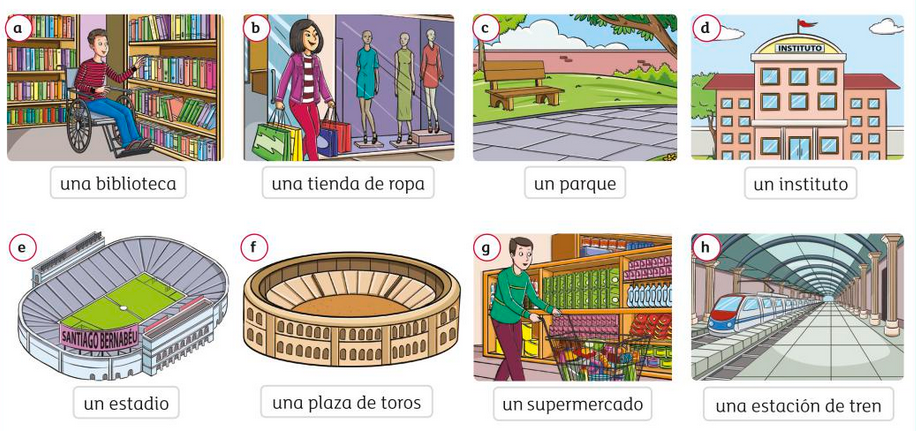 a
b
c
d
INSTITUTO
una biblioteca
una tienda de ropa
un parque
un instituto
e
f
g
h
SANTIAGO BERNABÉU
un estadio
una plaza de toros
un supermercado
una estación de tren